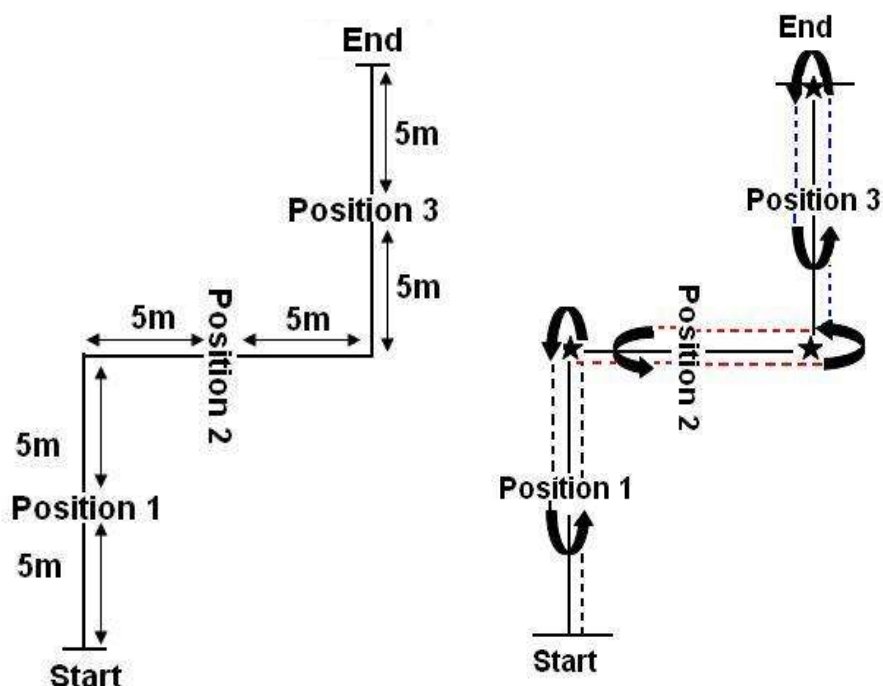 End
5m
Position 3
5m
5m
5m
Position 2
5m
Position 1
5m
Start
End
Position 3
Position 2
Position 1
Start